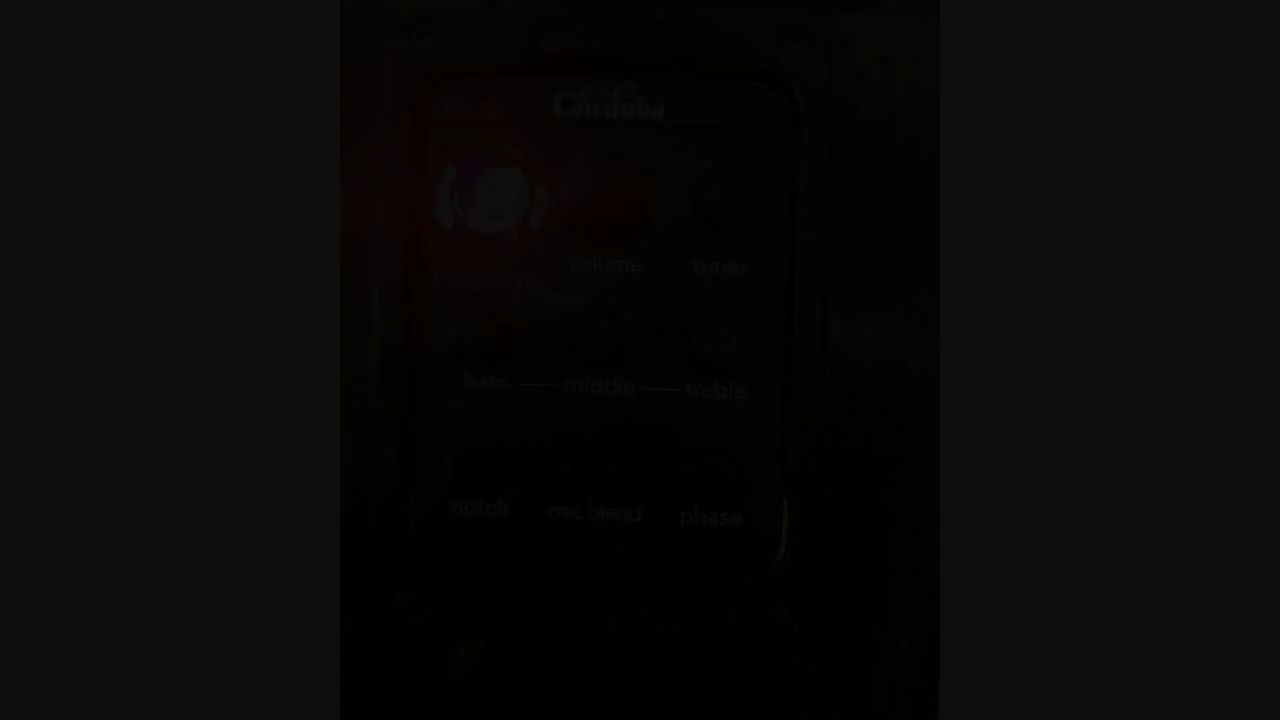 Cordoba
volume tuner
bass middle treble
notch mic blend phase